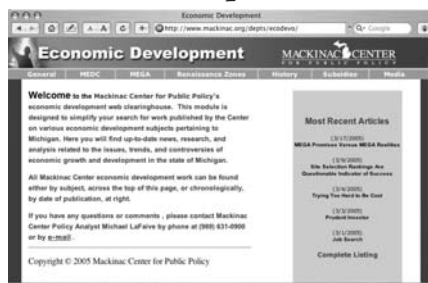 Economic Development
A A
http://www.mackinac.org/depts/ecodevo/
Google
Economic Development
MACKINAC CENTER
FOR PUBLIC POLICY
General MEDC MEGA Renaissance Zones History Subsidies Media
Welcome to the Mackinac Center for Public Policy's
economic development web clearinghouse. This module is
designed to simplify your search for work published by the Center
on various economic development subjects pertaining to
Michigan. Here you will find up-to-date news, research, and
analysis related to the issues, trends, and controversies of
economic growth and development in the state of Michigan.
All Mackinac Center economic development work can be found
either by subject, across the top of this page, or chronologically,
by date of publication, at right.
If you have any questions or comments , please contact Mackinac
Center Policy Analyst Michael LaFaive by phone at (989) 631-0900
or by e-mail .
Copyright © 2005 Mackinac Center for Public Policy
Most Recent Articles
(3/17/2005)
MEGA Promises Versus MEGA Realities
(3/9/2005)
Site Selection Rankings Are
Questionable Indicator of Success
(3/4/2005)
Trying Too Hard to Be Cool
(3/3/2005)
Prudent Investor
(3/1/2005)
Job Search
Complete Listing